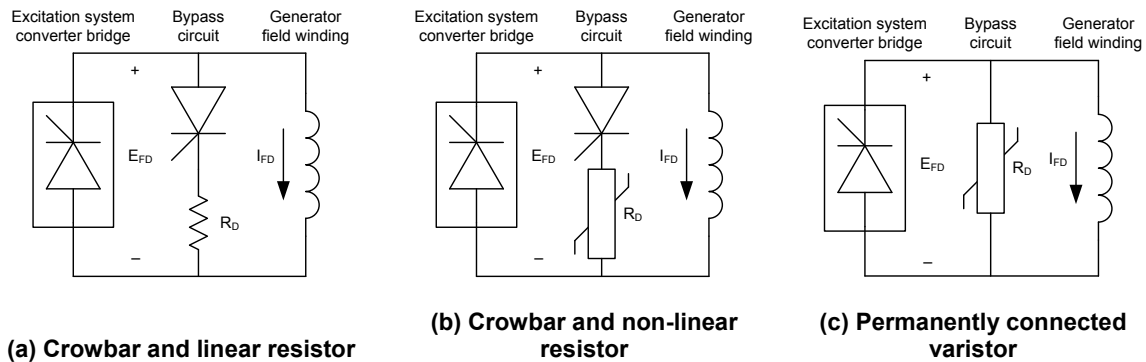 Excitation system
converter bridge
Bypass
circuit
Generator
field winding
+
E_FD
I_FD
R_D
–
(a) Crowbar and linear resistor
Excitation system
converter bridge
Bypass
circuit
Generator
field winding
+
E_FD
I_FD
R_D
–
(b) Crowbar and non-linear
resistor
Excitation system
converter bridge
Bypass
circuit
Generator
field winding
+
E_FD
R_D
I_FD
–
(c) Permanently connected
varistor